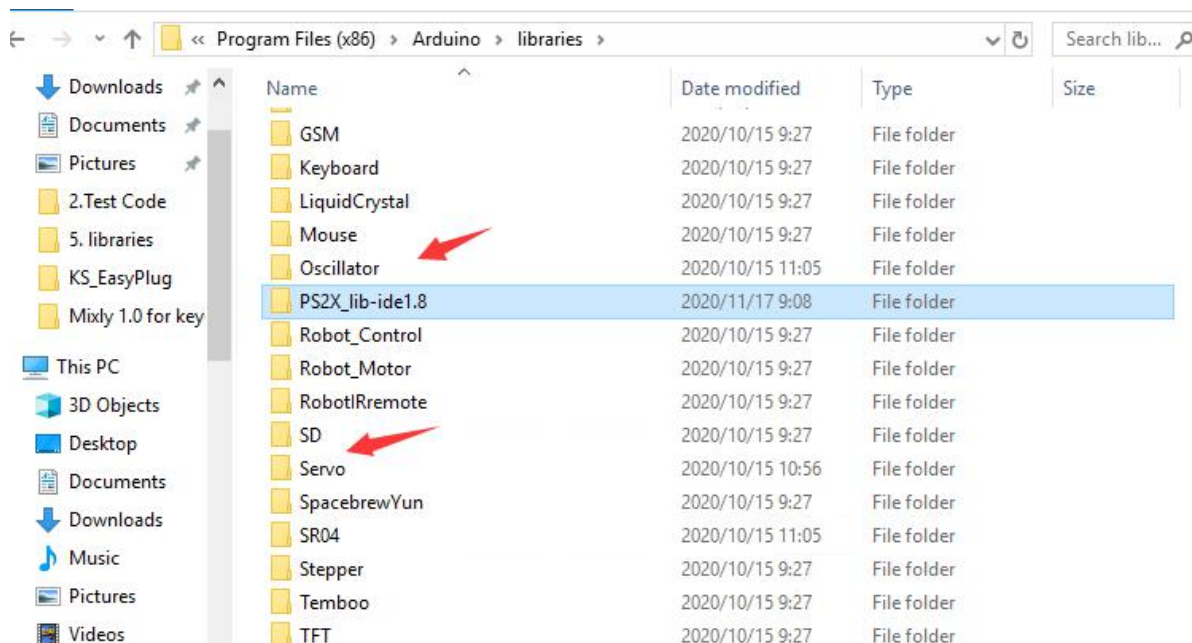 « Program Files (x86) > Arduino > libraries >
Search lib...
Downloads
Documents
Pictures
2.Test Code
5. libraries
KS_EasyPlug
Mixly 1.0 for key
This PC
3D Objects
Desktop
Documents
Downloads
Music
Pictures
Videos
Name Date modified Type Size
GSM 2020/10/15 9:27 File folder
Keyboard 2020/10/15 9:27 File folder
LiquidCrystal 2020/10/15 9:27 File folder
Mouse 2020/10/15 9:27 File folder
Oscillator 2020/10/15 11:05 File folder
PS2X_lib-ide1.8 2020/11/17 9:08 File folder
Robot_Control 2020/10/15 9:27 File folder
Robot_Motor 2020/10/15 9:27 File folder
RobotIRremote 2020/10/15 9:27 File folder
SD 2020/10/15 9:27 File folder
Servo 2020/10/15 10:56 File folder
SpacebrewYun 2020/10/15 9:27 File folder
SR04 2020/10/15 11:05 File folder
Stepper 2020/10/15 9:27 File folder
Temboo 2020/10/15 9:27 File folder
TFT 2020/10/15 9:27 File folder